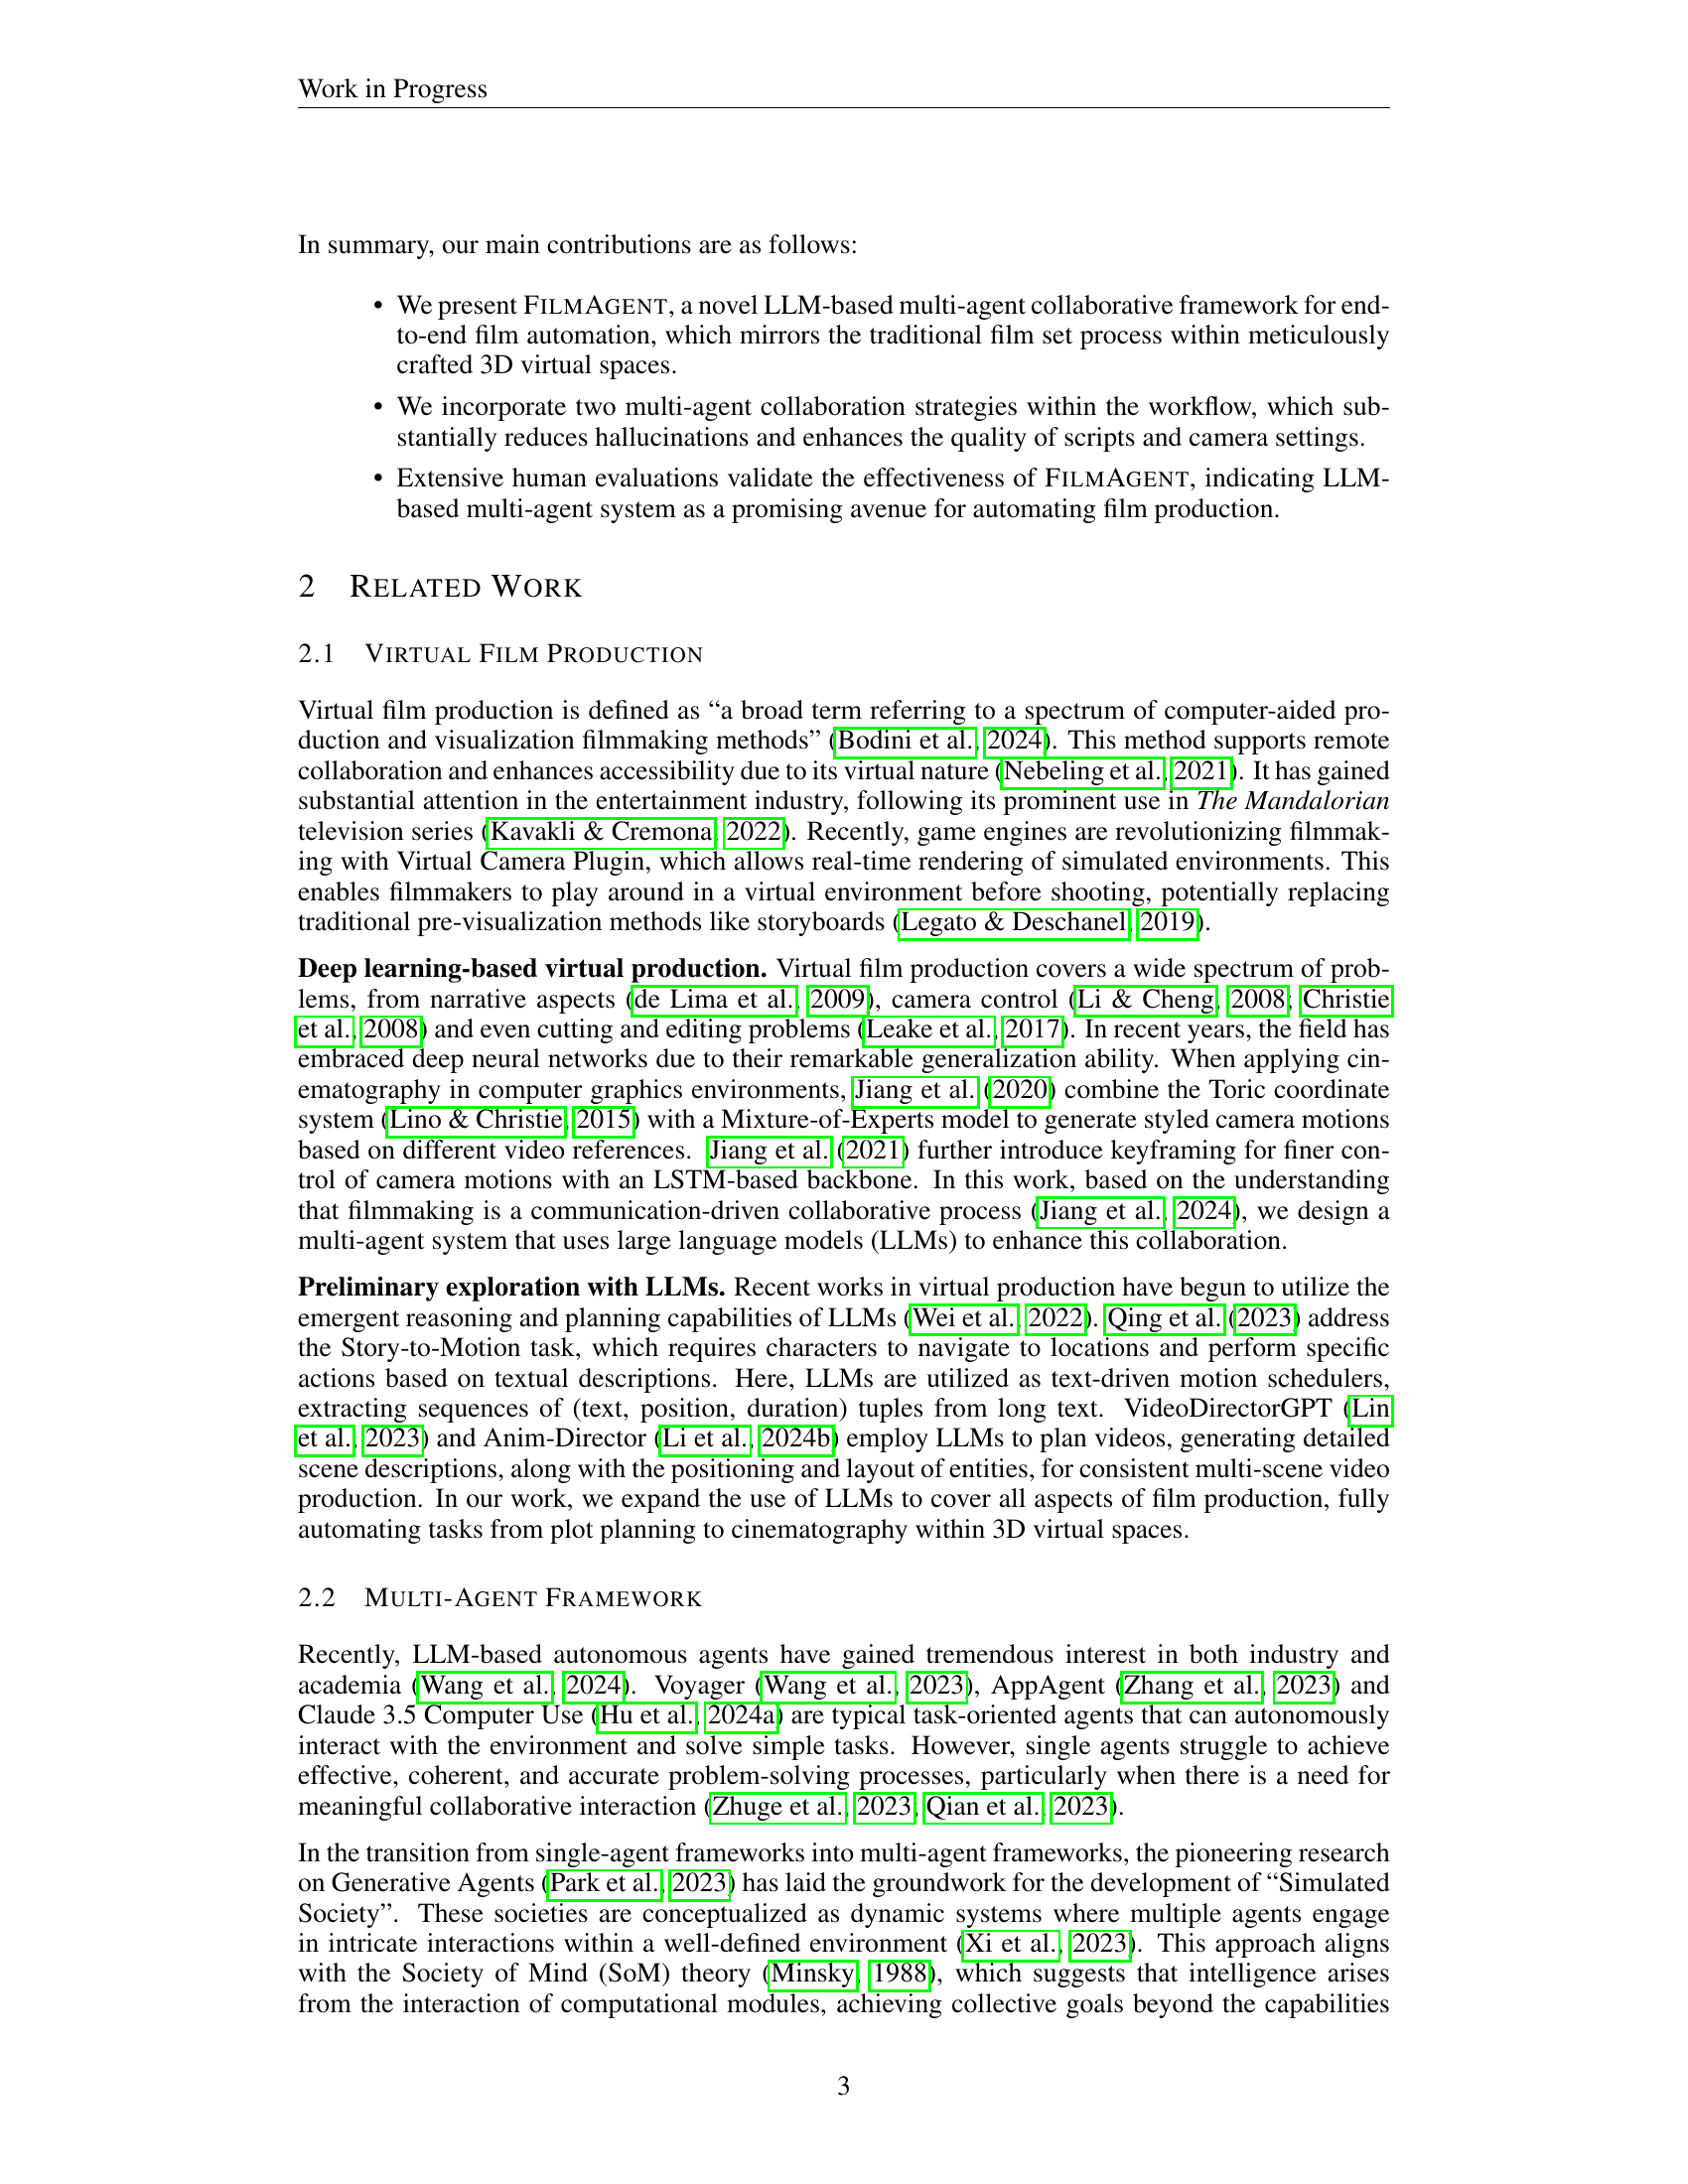 Work in Progress
In summary, our main contributions are as follows:
• We present FILMAGENT, a novel LLM-based multi-agent collaborative framework for end-
to-end film automation, which mirrors the traditional film set process within meticulously
crafted 3D virtual spaces.
• We incorporate two multi-agent collaboration strategies within the workflow, which sub-
stantially reduces hallucinations and enhances the quality of scripts and camera settings.
• Extensive human evaluations validate the effectiveness of FILMAGENT, indicating LLM-
based multi-agent system as a promising avenue for automating film production.
2 RELATED WORK
2.1 VIRTUAL FILM PRODUCTION
Virtual film production is defined as “a broad term referring to a spectrum of computer-aided pro-
duction and visualization filmmaking methods” (Bodini et al., 2024). This method supports remote
collaboration and enhances accessibility due to its virtual nature (Nebeling et al., 2021). It has gained
substantial attention in the entertainment industry, following its prominent use in The Mandalorian
television series (Kavakli & Cremona, 2022). Recently, game engines are revolutionizing filmmak-
ing with Virtual Camera Plugin, which allows real-time rendering of simulated environments. This
enables filmmakers to play around in a virtual environment before shooting, potentially replacing
traditional pre-visualization methods like storyboards (Legato & Deschanel, 2019).
Deep learning-based virtual production. Virtual film production covers a wide spectrum of prob-
lems, from narrative aspects (de Lima et al., 2009), camera control (Li & Cheng, 2008; Christie
et al., 2008) and even cutting and editing problems (Leake et al., 2017). In recent years, the field has
embraced deep neural networks due to their remarkable generalization ability. When applying cin-
ematography in computer graphics environments, Jiang et al. (2020) combine the Toric coordinate
system (Lino & Christie, 2015) with a Mixture-of-Experts model to generate styled camera motions
based on different video references. Jiang et al. (2021) further introduce keyframing for finer con-
trol of camera motions with an LSTM-based backbone. In this work, based on the understanding
that filmmaking is a communication-driven collaborative process (Jiang et al., 2024), we design a
multi-agent system that uses large language models (LLMs) to enhance this collaboration.
Preliminary exploration with LLMs. Recent works in virtual production have begun to utilize the
emergent reasoning and planning capabilities of LLMs (Wei et al., 2022). Qing et al. (2023) address
the Story-to-Motion task, which requires characters to navigate to locations and perform specific
actions based on textual descriptions. Here, LLMs are utilized as text-driven motion schedulers,
extracting sequences of (text, position, duration) tuples from long text. VideoDirectorGPT (Lin
et al., 2023) and Anim-Director (Li et al., 2024b) employ LLMs to plan videos, generating detailed
scene descriptions, along with the positioning and layout of entities, for consistent multi-scene video
production. In our work, we expand the use of LLMs to cover all aspects of film production, fully
automating tasks from plot planning to cinematography within 3D virtual spaces.
2.2 MULTI-AGENT FRAMEWORK
Recently, LLM-based autonomous agents have gained tremendous interest in both industry and
academia (Wang et al., 2024). Voyager (Wang et al., 2023), AppAgent (Zhang et al., 2023) and
Claude 3.5 Computer Use (Hu et al., 2024a) are typical task-oriented agents that can autonomously
interact with the environment and solve simple tasks. However, single agents struggle to achieve
effective, coherent, and accurate problem-solving processes, particularly when there is a need for
meaningful collaborative interaction (Zhuge et al., 2023; Qian et al., 2023).
In the transition from single-agent frameworks into multi-agent frameworks, the pioneering research
on Generative Agents (Park et al., 2023) has laid the groundwork for the development of “Simulated
Society”. These societies are conceptualized as dynamic systems where multiple agents engage
in intricate interactions within a well-defined environment (Xi et al., 2023). This approach aligns
with the Society of Mind (SoM) theory (Minsky, 1988), which suggests that intelligence arises
from the interaction of computational modules, achieving collective goals beyond the capabilities
3